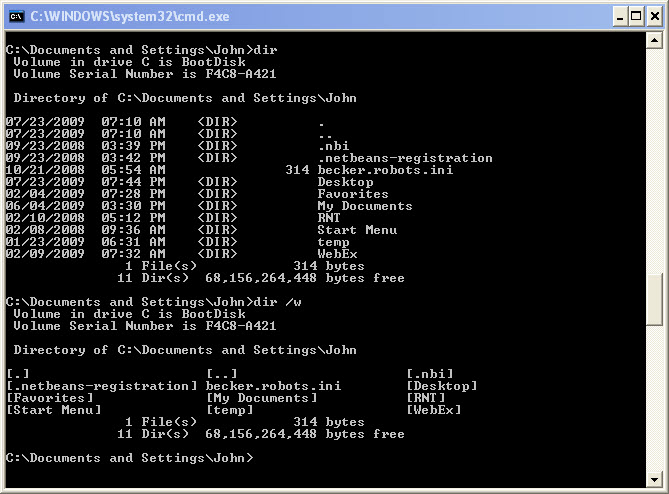 C:\WINDOWS\system32\cmd.exe
C:\Documents and Settings\John>dir
 Volume in drive C is BootDisk
 Volume Serial Number is F4C8-A421

 Directory of C:\Documents and Settings\John

07/23/2009  07:10 AM    <DIR>          .
07/23/2009  07:10 AM    <DIR>          ..
09/23/2008  03:39 PM    <DIR>          .nbi
09/23/2008  03:42 PM    <DIR>          .netbeans-registration
10/21/2008  05:54 AM               314 becker.robots.ini
07/23/2009  07:44 PM    <DIR>          Desktop
02/04/2009  07:28 PM    <DIR>          Favorites
06/04/2009  03:30 PM    <DIR>          My Documents
02/10/2008  05:12 PM    <DIR>          RNT
02/08/2008  09:36 AM    <DIR>          Start Menu
01/23/2009  06:31 AM    <DIR>          temp
02/09/2009  07:32 AM    <DIR>          WebEx
               1 File(s)            314 bytes
              11 Dir(s)  68,156,264,448 bytes free

C:\Documents and Settings\John>dir /w
 Volume in drive C is BootDisk
 Volume Serial Number is F4C8-A421

 Directory of C:\Documents and Settings\John

[.]                      [..]                     [.nbi]
[.netbeans-registration] becker.robots.ini        [Desktop]
[Favorites]              [My Documents]           [RNT]
[Start Menu]             [temp]                   [WebEx]
               1 File(s)            314 bytes
              11 Dir(s)  68,156,264,448 bytes free

C:\Documents and Settings\John>